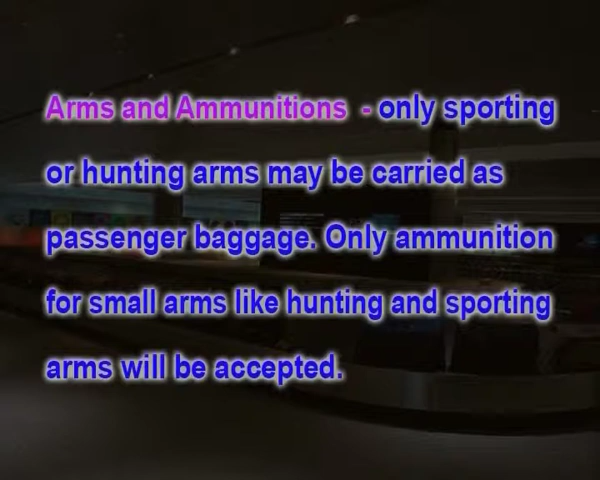 Arms and Ammunitions - only sporting
or hunting arms may be carried as
passenger baggage. Only ammunition
for small arms like hunting and sporting
arms will be accepted.